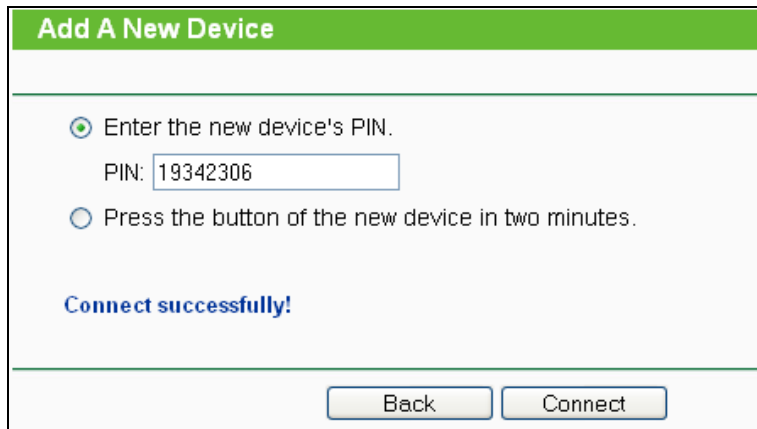 Add A New Device
Enter the new device's PIN.
PIN: 19342306
Press the button of the new device in two minutes.
Connect successfully!
Back Connect